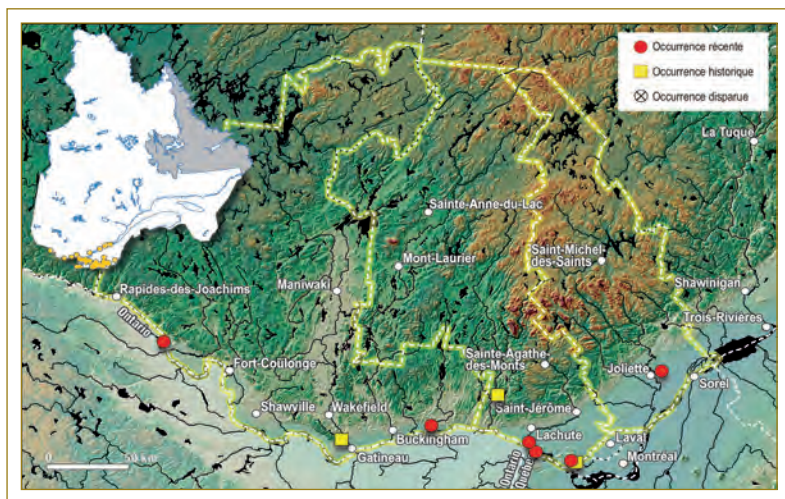 Occurrence récente
Occurrence historique
Occurrence disparue
La Tuque
Sainte-Anne-du-Lac
Saint-Michel-
des-Saints
Mont-Laurier
Maniwaki
Shawinigan
Rapides-des-Joachims
Trois-Rivières
Ontario
Fort-Coulonge
Sainte-Agathe-
des-Monts
Joliette
Sorel
Shawville
Wakefield
Saint-Jérôme
Buckingham
Lachute
Laval
Gatineau
Ontario
Québec
Montréal
0 50 km